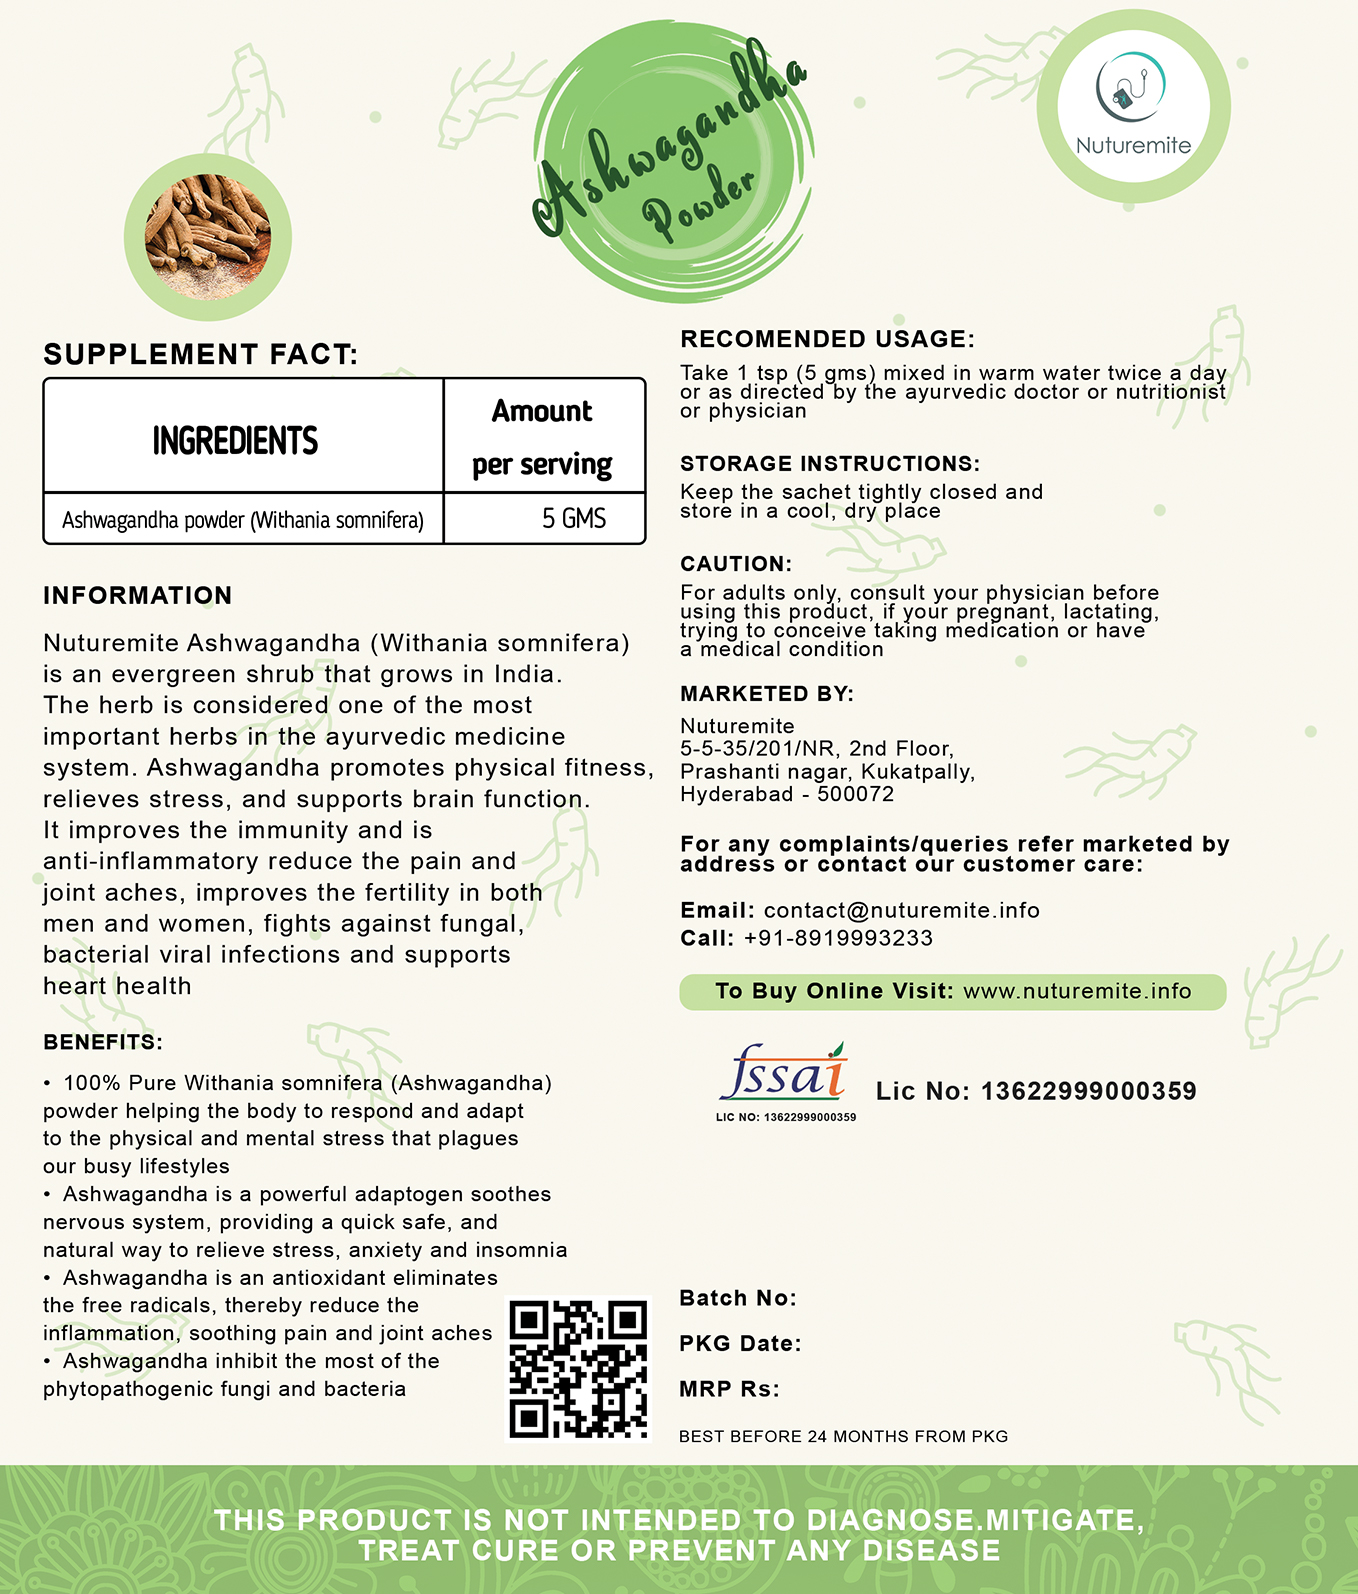 Ashwagandha
Powder
Nuturemite
SUPPLEMENT FACT:
INGREDIENTS
Amount
per serving
Ashwagandha powder (Withania somnifera)
5 GMS
INFORMATION
Nuturemite Ashwagandha (Withania somnifera)
is an evergreen shrub that grows in India.
The herb is considered one of the most
important herbs in the ayurvedic medicine
system. Ashwagandha promotes physical fitness,
relieves stress, and supports brain function.
It improves the immunity and is
anti-inflammatory reduce the pain and
joint aches, improves the fertility in both
men and women, fights against fungal,
bacterial viral infections and supports
heart health
BENEFITS:
• 100% Pure Withania somnifera (Ashwagandha)
powder helping the body to respond and adapt
to the physical and mental stress that plagues
our busy lifestyles
• Ashwagandha is a powerful adaptogen soothes
nervous system, providing a quick safe, and
natural way to relieve stress, anxiety and insomnia
• Ashwagandha is an antioxidant eliminates
the free radicals, thereby reduce the
inflammation, soothing pain and joint aches
• Ashwagandha inhibit the most of the
phytopathogenic fungi and bacteria
RECOMENDED USAGE:
Take 1 tsp (5 gms) mixed in warm water twice a day
or as directed by the ayurvedic doctor or nutritionist
or physician
STORAGE INSTRUCTIONS:
Keep the sachet tightly closed and
store in a cool, dry place
CAUTION:
For adults only, consult your physician before
using this product, if your pregnant, lactating,
trying to conceive taking medication or have
a medical condition
MARKETED BY:
Nuturemite
5-5-35/201/NR, 2nd Floor,
Prashanti nagar, Kukatpally,
Hyderabad - 500072
For any complaints/queries refer marketed by
address or contact our customer care:
Email: contact@nuturemite.info
Call: +91-8919993233
To Buy Online Visit: www.nuturemite.info
fssai
LIC NO: 13622999000359
Lic No: 13622999000359
Batch No:
PKG Date:
MRP Rs:
BEST BEFORE 24 MONTHS FROM PKG
THIS PRODUCT IS NOT INTENDED TO DIAGNOSE.MITIGATE,
TREAT CURE OR PREVENT ANY DISEASE